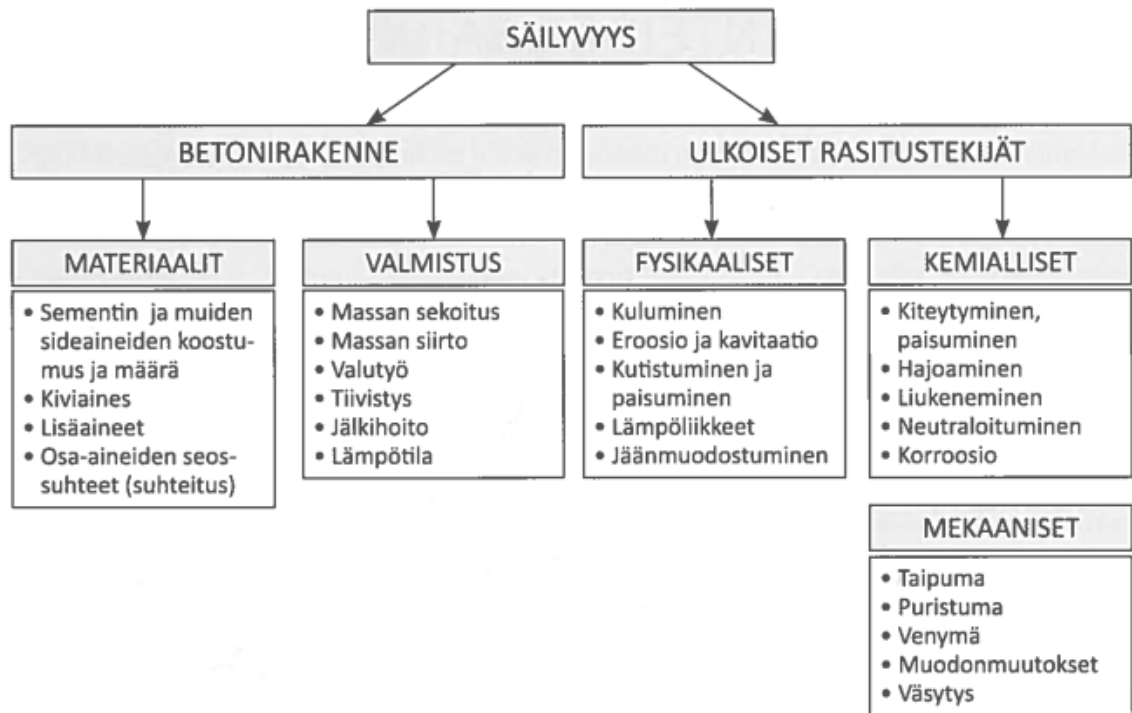 SÄILYVYYS
BETONIRAKENNE
ULKOISET RASITUSTEKIJÄT
MATERIAALIT
• Sementin ja muiden
sideaineiden koostu-
mus ja määrä
• Kiviaines
• Lisäaineet
• Osa-aineiden seos-
suhteet (suhteitus)
VALMISTUS
• Massan sekoitus
• Massan siirto
• Valutyö
• Tiivistys
• Jälkihoito
• Lämpötila
FYSIKAALISET
• Kuluminen
• Eroosio ja kavitaatio
• Kutistuminen ja
paisuminen
• Lämpöliikkeet
• Jäänmuodostuminen
KEMIALLISET
• Kiteytyminen,
paisuminen
• Hajoaminen
• Liukeneminen
• Neutraloituminen
• Korroosio
MEKAANISET
• Taipuma
• Puristuma
• Venymä
• Muodonmuutokset
• Väsytys